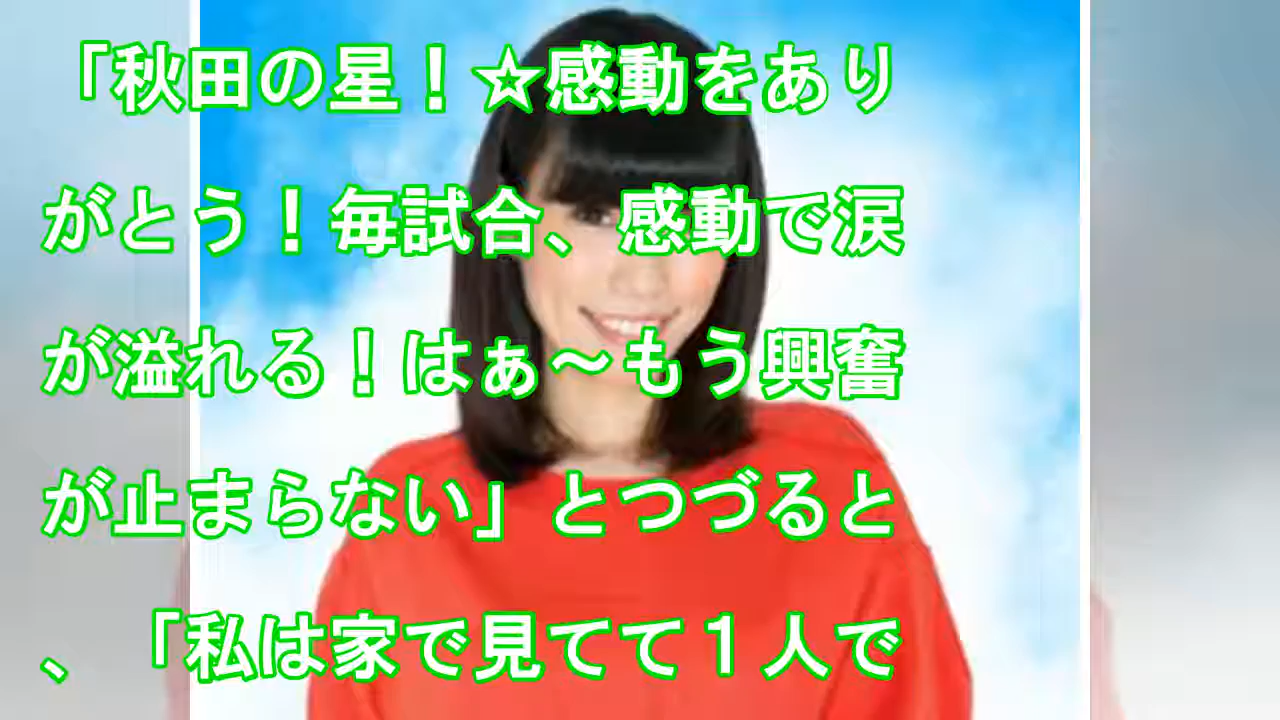 「秋田の星！☆感動をあり
がとう！毎試合、感動で涙
が溢れる！はぁ～もう興奮
が止まらない」とつづると
、「私は家で見てて１人で